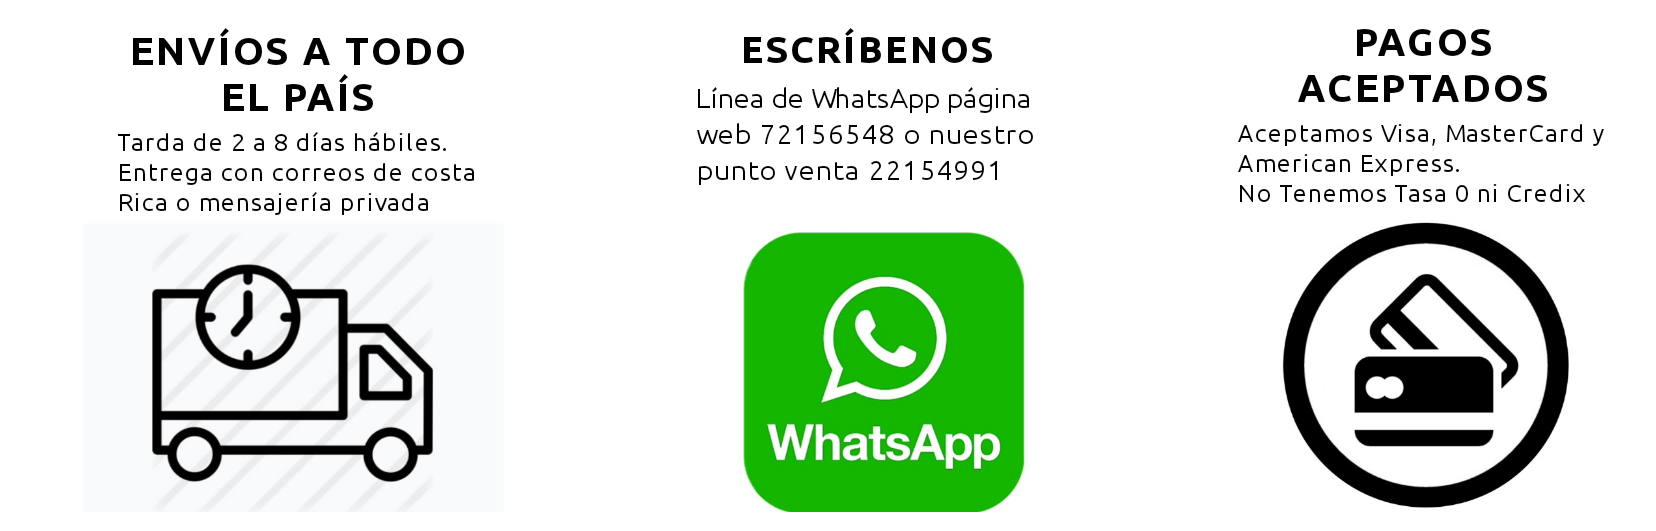 ENVÍOS A TODO
EL PAÍS
Tarda de 2 a 8 días hábiles.
Entrega con correos de costa
Rica o mensajería privada
ESCRÍBENOS
Línea de WhatsApp página
web 72156548 o nuestro
punto venta 22154991
WhatsApp
PAGOS
ACEPTADOS
Aceptamos Visa, MasterCard y
American Express.
No Tenemos Tasa 0 ni Credix